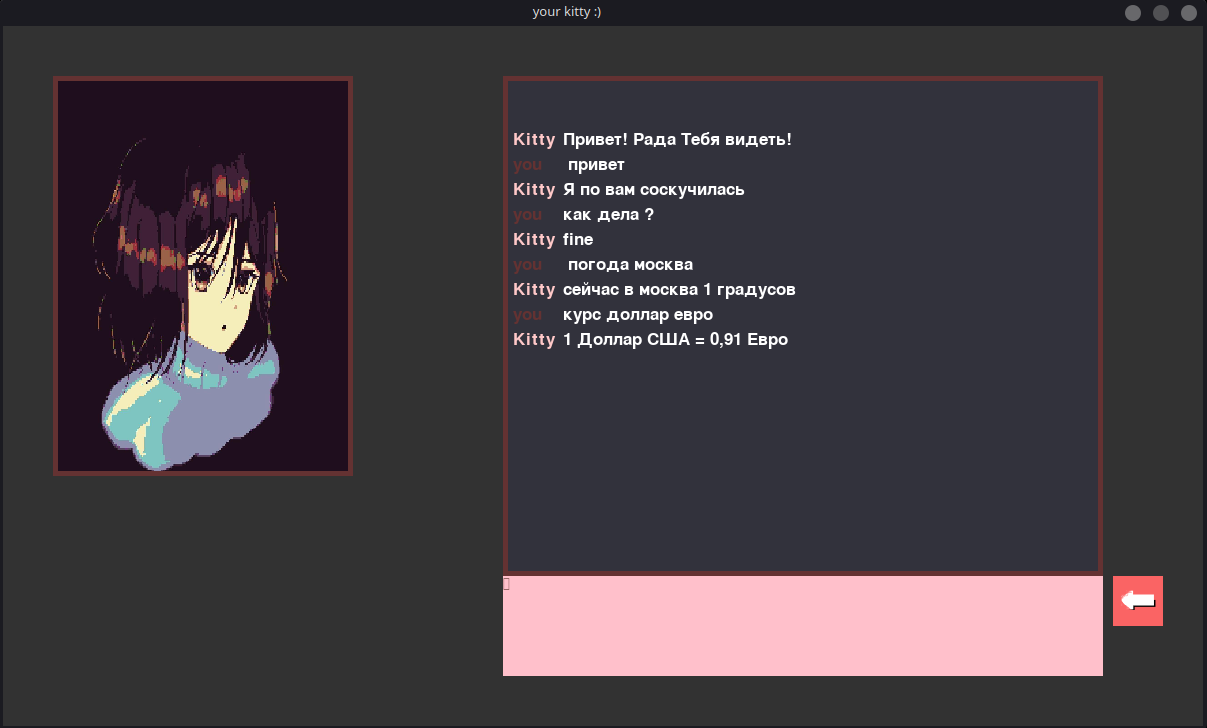 your kitty :)
Kitty Привет! Рада Тебя видеть!
you привет
Kitty Я по вам соскучилась
you как дела ?
Kitty fine
you погода москва
Kitty сейчас в москва 1 градусов
you курс доллар евро
Kitty 1 Доллар США = 0,91 Евро